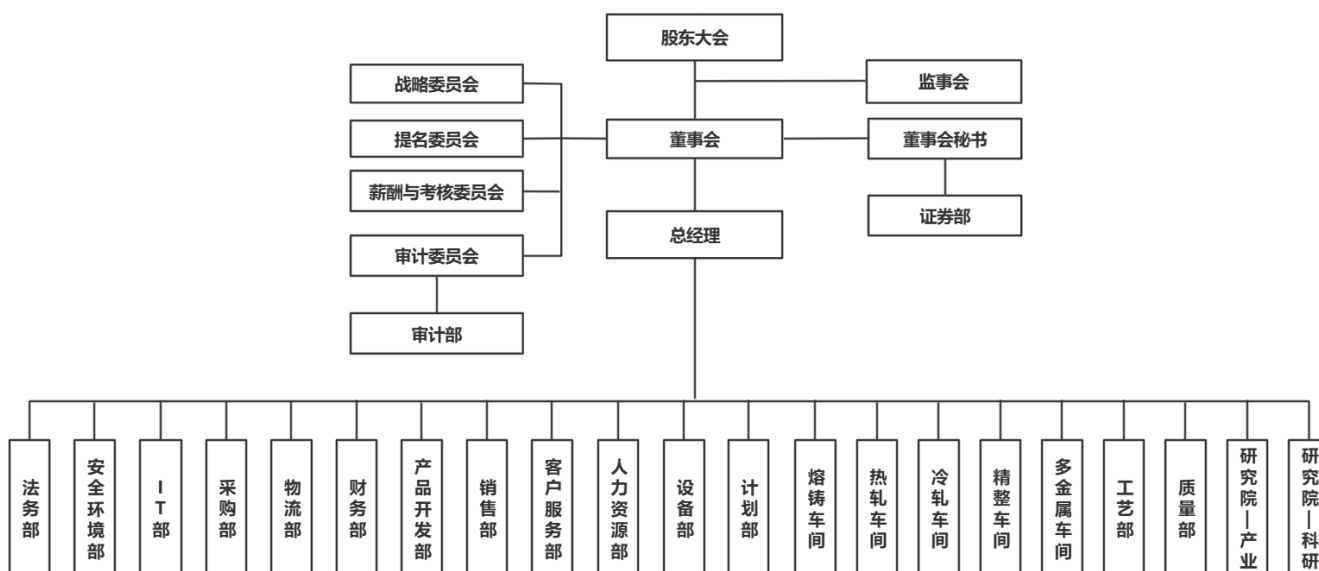 股东大会
战略委员会
监事会
提名委员会
董事会
董事会秘书
薪酬与考核委员会
证券部
总经理
审计委员会
审计部
法务部
安全环境部
IT部
采购部
物流部
财务部
产品开发部
销售部
客户服务部
人力资源部
设备部
计划部
熔铸车间
热轧车间
冷轧车间
精整车间
多金属车间
工艺部
质量部
研究院—产业
研究院—科研